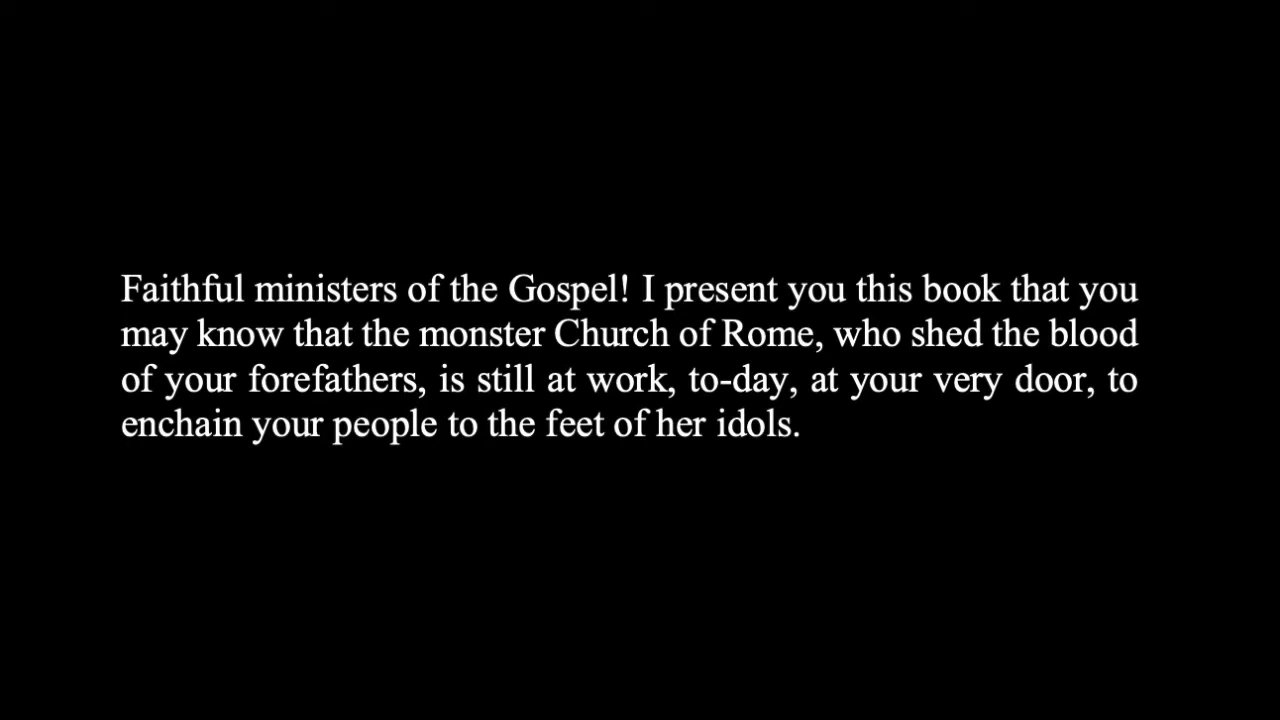 Faithful ministers of the Gospel! I present you this book that you
may know that the monster Church of Rome, who shed the blood
of your forefathers, is still at work, to-day, at your very door, to
enchain your people to the feet of her idols.